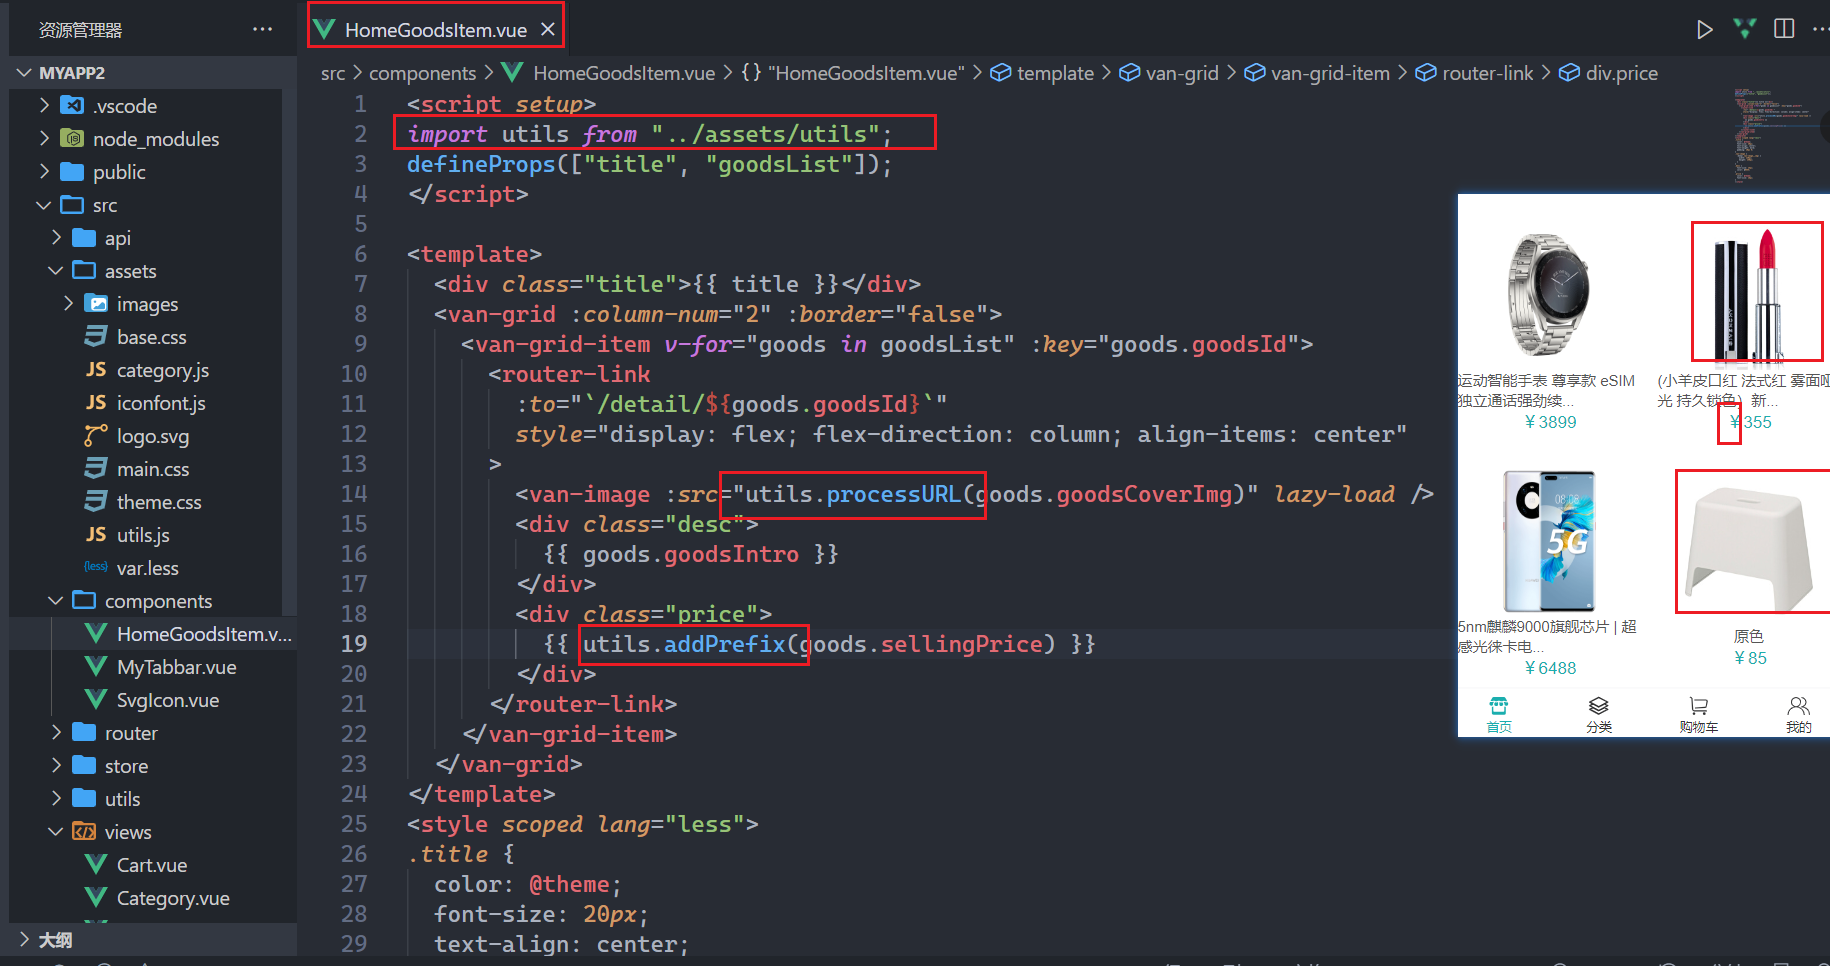 资源管理器
HomeGoodsItem.vue
MYAPP2
src components HomeGoodsItem.vue {} "HomeGoodsItem.vue" template van-grid van-grid-item router-link div.price
.vscode
node_modules
public
src
api
assets
images
base.css
JS category.js
JS iconfont.js
logo.svg
main.css
theme.css
JS utils.js
{less} var.less
components
HomeGoodsItem.v...
MyTabbar.vue
SvgIcon.vue
router
store
utils
views
Cart.vue
Category.vue
大纲
1 <script setup>
2 import utils from "../assets/utils";
3 defineProps(["title", "goodsList"]);
4 </script>
5
6 <template>
7 <div class="title">{{ title }}</div>
8 <van-grid :column-num="2" :border="false">
9 <van-grid-item v-for="goods in goodsList" :key="goods.goodsId">
10 <router-link
11 :to="`/detail/${goods.goodsId}`"
12 style="display: flex; flex-direction: column; align-items: center"
13 >
14 <van-image :src="utils.processURL(goods.goodsCoverImg)" lazy-load />
15 <div class="desc">
16 {{ goods.goodsIntro }}
17 </div>
18 <div class="price">
19 {{ utils.addPrefix(goods.sellingPrice) }}
20 </div>
21 </router-link>
22 </van-grid-item>
23 </van-grid>
24 </template>
25 <style scoped lang="less">
26 .title {
27 color: @theme;
28 font-size: 20px;
29 text-align: center;
运动智能手表 尊享款 eSIM
独立通话强劲续...
¥3899
(小羊皮口红 法式红 雾面哑
光 持久锁色）新...
¥355
08:08
5G
5nm麒麟9000旗舰芯片 | 超
感光徕卡电...
¥6488
原色
¥85
首页
分类
购物车
我的